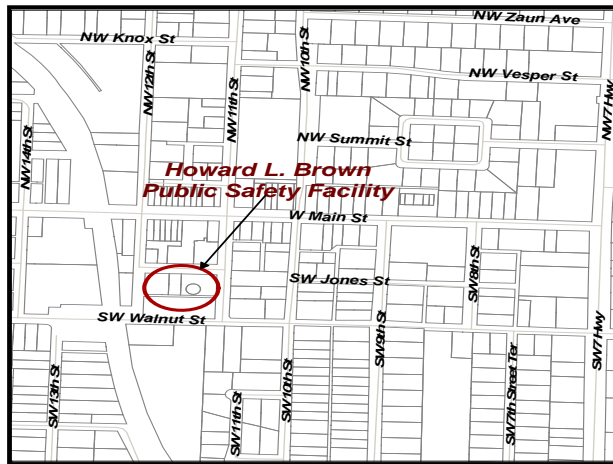 NW Zaun Ave
NW Knox St
NW 12th St
NW 11th St
NW 10th St
NW Vesper St
NW 7 Hwy
NW Summit St
NW 14th St
Howard L. Brown
Public Safety Facility
W Main St
SW 8th St
SW Jones St
SW Walnut St
SW 9th St
SW 7 Hwy
SW 13th St
SW 11th St
SW 10th St
SW 7th Street Ter